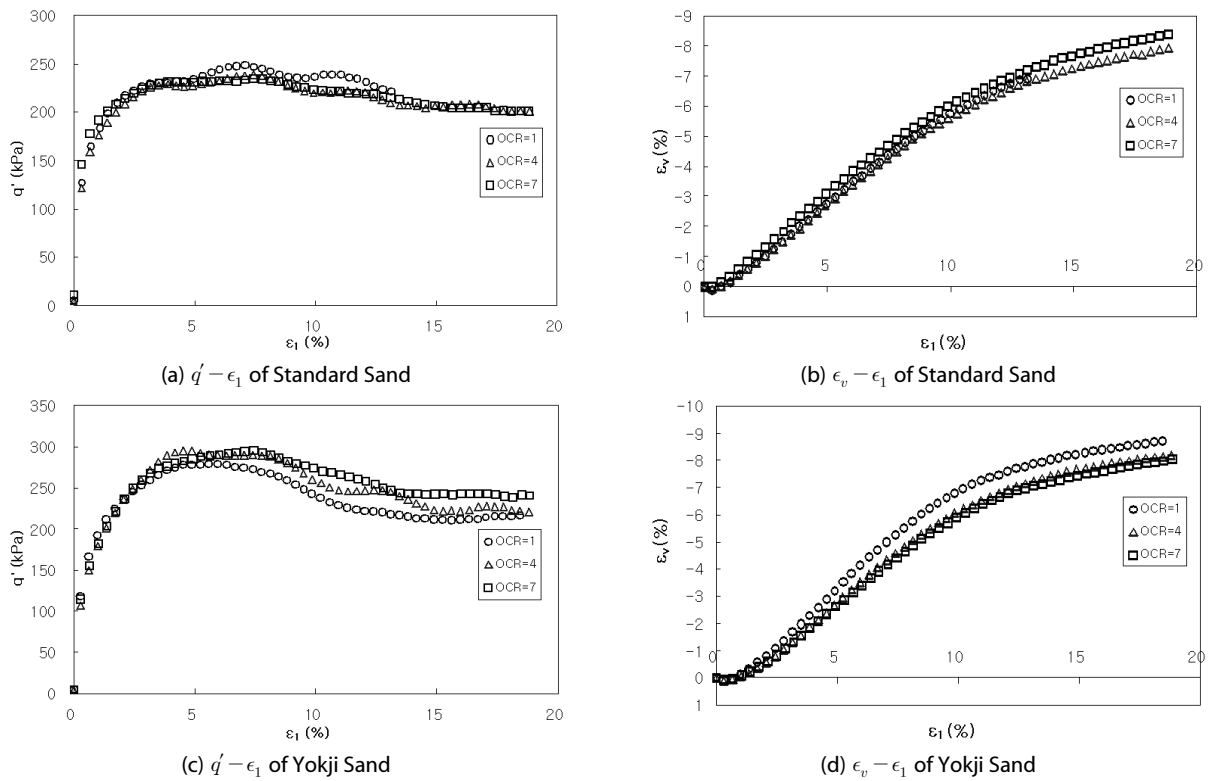 300
250
200
150
100
50
0
q' (kPa)
0 5 10 15 20
ε1 (%)
OCR=1
OCR=4
OCR=7
(a) q′ − ϵ1 of Standard Sand
-9
-8
-7
-6
-5
-4
-3
-2
-1
0
1
εv (%)
0 5 10 15 20
ε1 (%)
OCR=1
OCR=4
OCR=7
(b) ϵv − ϵ1 of Standard Sand
350
300
250
200
150
100
50
0
q' (kPa)
0 5 10 15 20
ε1 (%)
OCR=1
OCR=4
OCR=7
(c) q′ − ϵ1 of Yokji Sand
-10
-9
-8
-7
-6
-5
-4
-3
-2
-1
0
1
εv (%)
0 5 10 15 20
ε1 (%)
OCR=1
OCR=4
OCR=7
(d) ϵv − ϵ1 of Yokji Sand